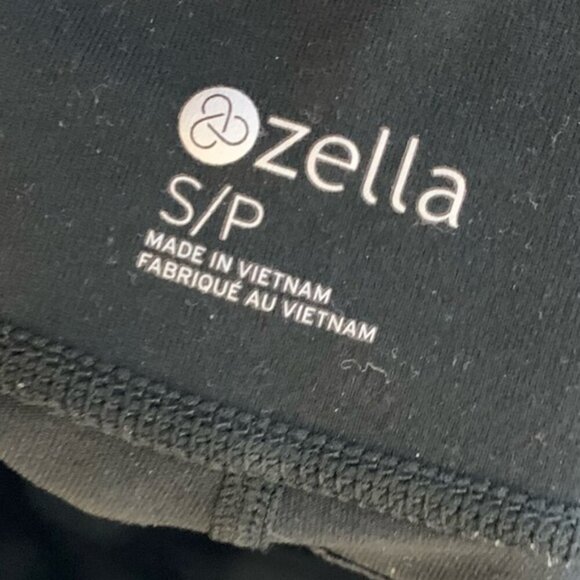 zella
S/P
MADE IN VIETNAM
FABRIQUÉ AU VIETNAM